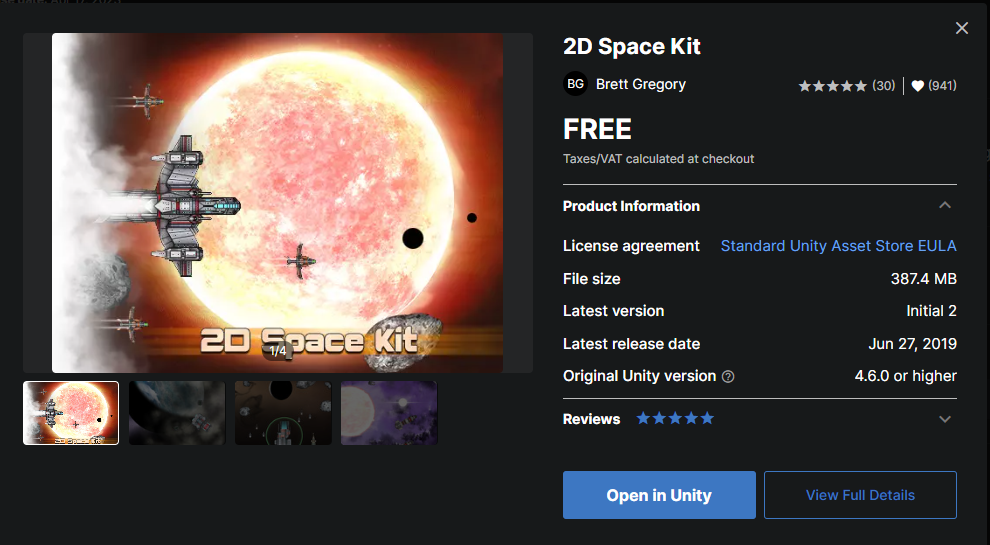 2D Space Kit
BG Brett Gregory (30) (941)
FREE
Taxes/VAT calculated at checkout
Product Information
License agreement Standard Unity Asset Store EULA
File size 387.4 MB
Latest version Initial 2
Latest release date Jun 27, 2019
Original Unity version ? 4.6.0 or higher
Reviews
Open in Unity View Full Details
2D Space Kit
1/4
2D Space Kit